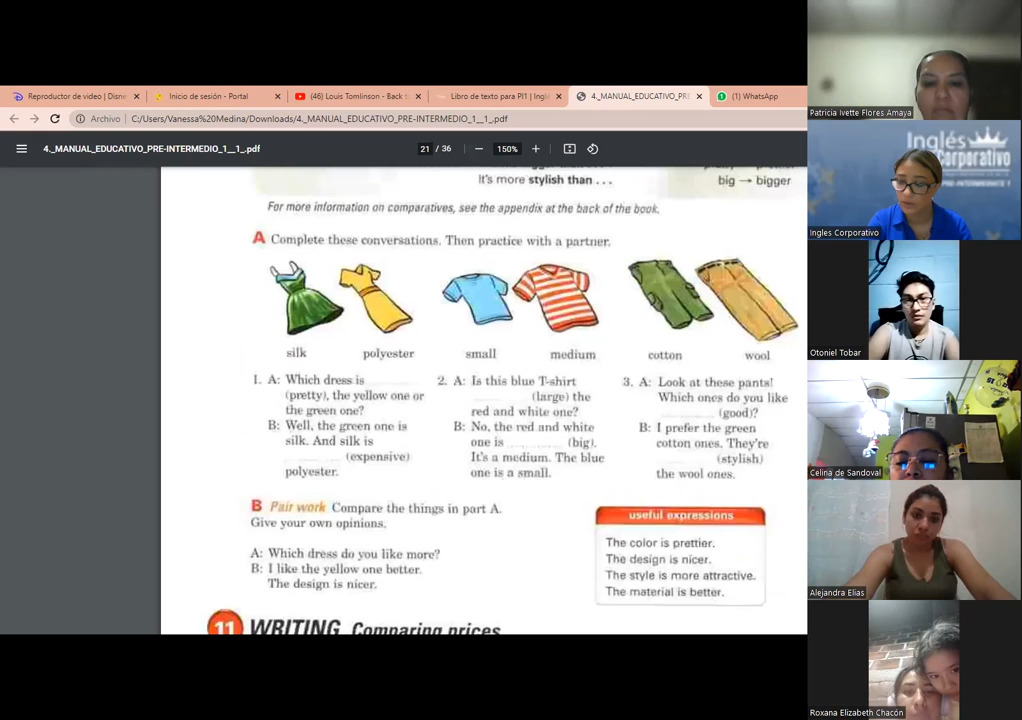 Reproductor de video | Disne
Inicio de sesión - Portal
(46) Louis Tomlinson - Back t
Libro de texto para PI1 | Inglé
4._MANUAL_EDUCATIVO_PRE-
(1) WhatsApp
Archivo
C:/Users/Vanessa%20Medina/Downloads/4._MANUAL_EDUCATIVO_PRE-INTERMEDIO_1__1_.pdf
4._MANUAL_EDUCATIVO_PRE-INTERMEDIO_1__1_.pdf
21 / 36
150%
It's more stylish than . . .
big → bigger
For more information on comparatives, see the appendix at the back of the book.
A Complete these conversations. Then practice with a partner.
silk
polyester
small
medium
cotton
wool
1. A: Which dress is
(pretty), the yellow one or
the green one?
B: Well, the green one is
silk. And silk is
(expensive)
polyester.
2. A: Is this blue T-shirt
(large) the
red and white one?
B: No, the red and white
one is (big).
It's a medium. The blue
one is a small.
3. A: Look at these pants!
Which ones do you like
(good)?
B: I prefer the green
cotton ones. They're
(stylish)
the wool ones.
B Pair work Compare the things in part A.
Give your own opinions.
A: Which dress do you like more?
B: I like the yellow one better.
The design is nicer.
useful expressions
The color is prettier.
The design is nicer.
The style is more attractive.
The material is better.
11 WRITING Comparing prices
Patricia Ivette Flores Amaya
Inglés
Corporativo
PRE-INTERMEDIATE 1
Ingles Corporativo
Otoniel Tobar
Celina de Sandoval
Alejandra Elias
Roxana Elizabeth Chacón